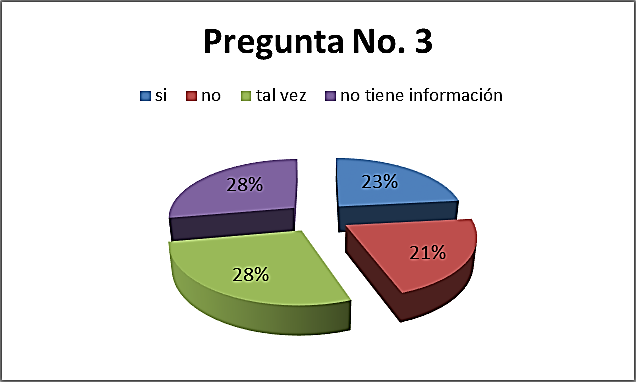 Pregunta No. 3
si no tal vez no tiene información
28% 23%
28% 21%